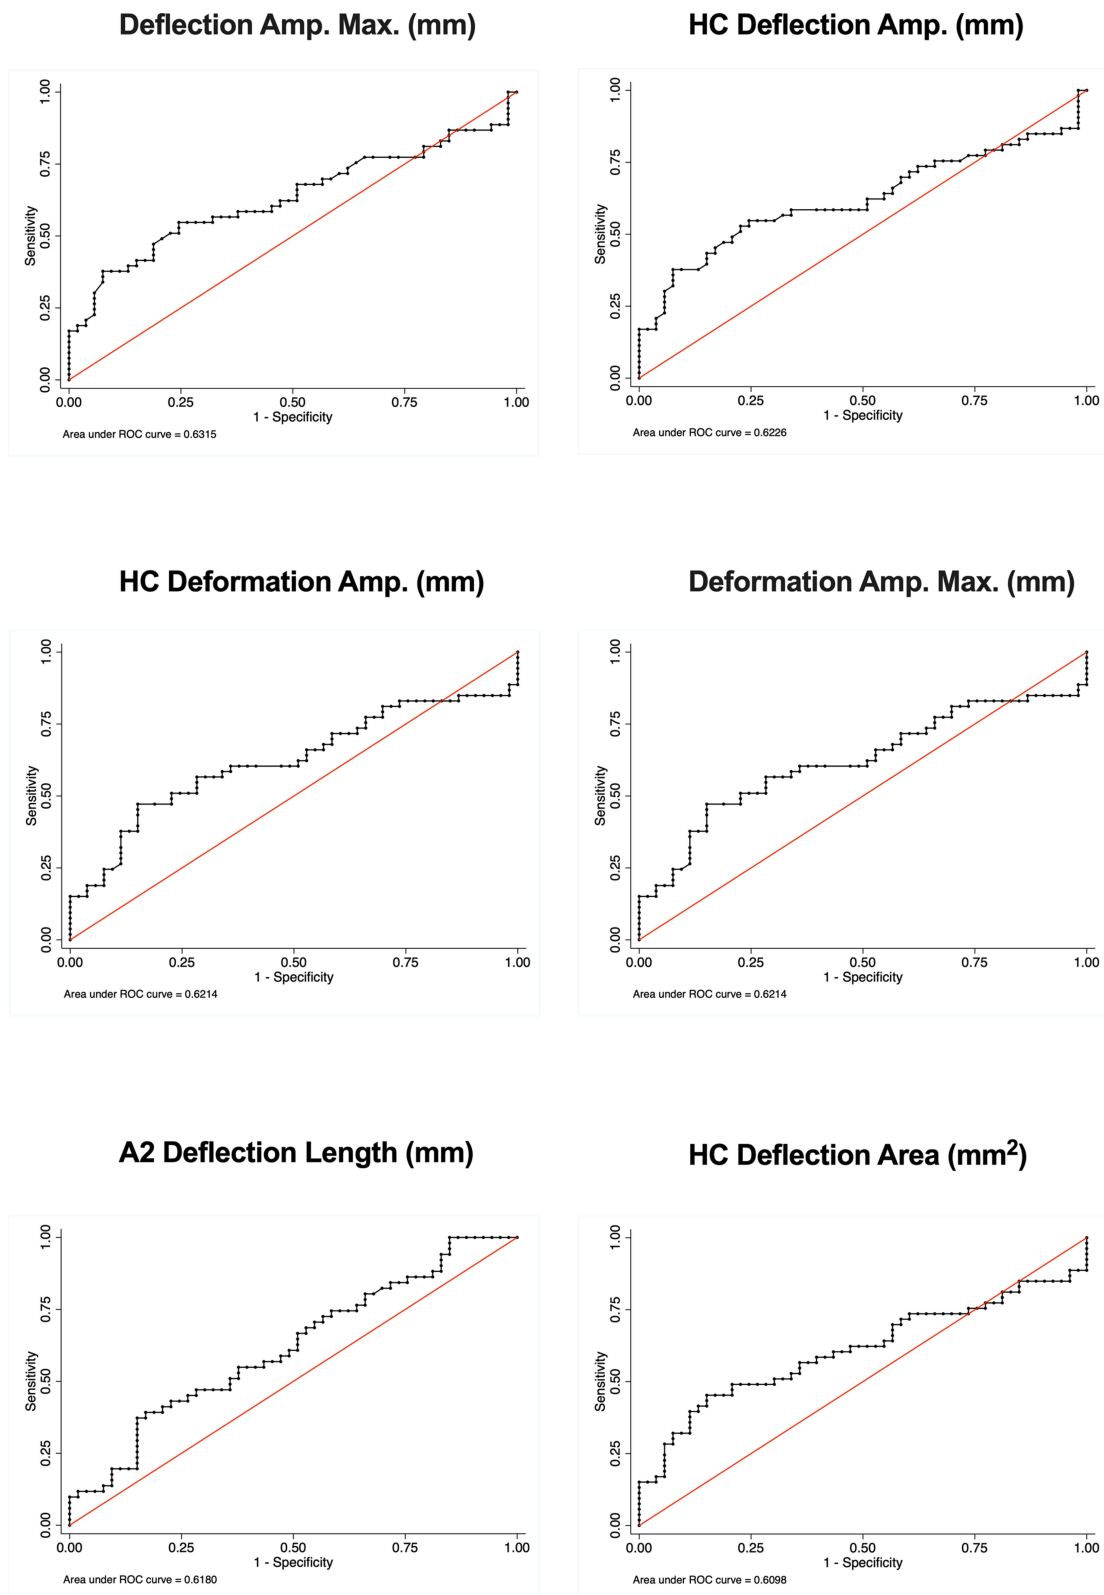 Deflection Amp. Max. (mm)
HC Deflection Amp. (mm)
Sensitivity
0.00 0.25 0.50 0.75 1.00
0.00 0.25 0.50 0.75 1.00
1 - Specificity
Area under ROC curve = 0.6315
Sensitivity
0.00 0.25 0.50 0.75 1.00
0.00 0.25 0.50 0.75 1.00
1 - Specificity
Area under ROC curve = 0.6226
HC Deformation Amp. (mm)
Deformation Amp. Max. (mm)
Sensitivity
0.00 0.25 0.50 0.75 1.00
0.00 0.25 0.50 0.75 1.00
1 - Specificity
Area under ROC curve = 0.6214
Sensitivity
0.00 0.25 0.50 0.75 1.00
0.00 0.25 0.50 0.75 1.00
1 - Specificity
Area under ROC curve = 0.6214
A2 Deflection Length (mm)
HC Deflection Area (mm²)
Sensitivity
0.00 0.25 0.50 0.75 1.00
0.00 0.25 0.50 0.75 1.00
1 - Specificity
Area under ROC curve = 0.6180
Sensitivity
0.00 0.25 0.50 0.75 1.00
0.00 0.25 0.50 0.75 1.00
1 - Specificity
Area under ROC curve = 0.6098